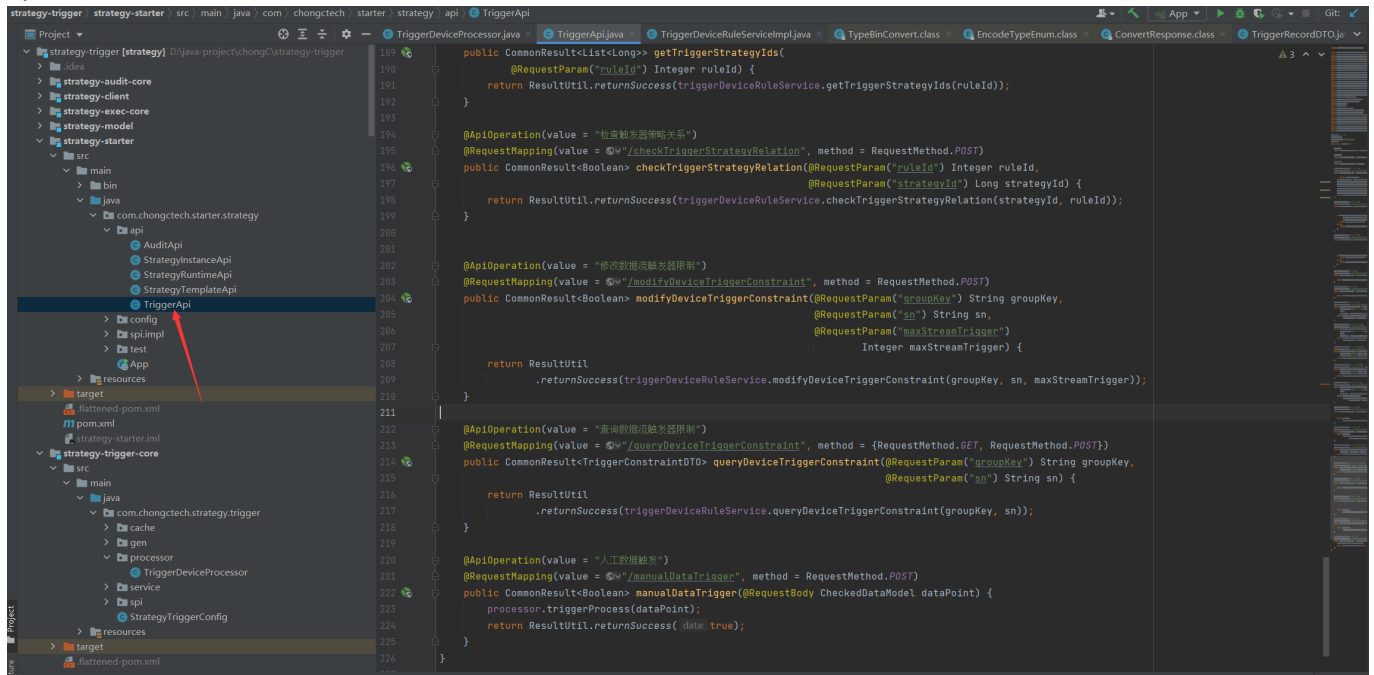 strategy-trigger › strategy-starter › src › main › java › com › chongctech › starter › strategy › api › TriggerApi
App
Git:
Project
TriggerDeviceProcessor.java
TriggerApi.java
TriggerDeviceRuleServiceImpl.java
TypeBinConvert.class
EncodeTypeEnum.class
ConvertResponse.class
TriggerRecordDTO.ja
strategy-trigger [strategy] D:\java-project\chongC\strategy-trigger
.idea
strategy-audit-core
strategy-client
strategy-exec-core
strategy-model
strategy-starter
src
main
bin
java
com.chongctech.starter.strategy
api
AuditApi
StrategyInstanceApi
StrategyRuntimeApi
StrategyTemplateApi
TriggerApi
config
spi.impl
test
App
resources
target
.flattened-pom.xml
pom.xml
strategy-starter.iml
strategy-trigger-core
src
main
java
com.chongctech.strategy.trigger
cache
gen
processor
TriggerDeviceProcessor
service
spi
StrategyTriggerConfig
resources
target
.flattened-pom.xml
Project
ture
3
189 public CommonResult<List<Long>> getTriggerStrategyIds(
190 @RequestParam("ruleId") Integer ruleId) {
191 return ResultUtil.returnSuccess(triggerDeviceRuleService.getTriggerStrategyIds(ruleId));
192 }
193
194 @ApiOperation(value = "检查触发器策略关系")
195 @RequestMapping(value = "/checkTriggerStrategyRelation", method = RequestMethod.POST)
196 public CommonResult<Boolean> checkTriggerStrategyRelation(@RequestParam("ruleId") Integer ruleId,
197 @RequestParam("strategyId") Long strategyId) {
198 return ResultUtil.returnSuccess(triggerDeviceRuleService.checkTriggerStrategyRelation(strategyId, ruleId));
199 }
200
201
202 @ApiOperation(value = "修改数据流触发器限制")
203 @RequestMapping(value = "/modifyDeviceTriggerConstraint", method = RequestMethod.POST)
204 public CommonResult<Boolean> modifyDeviceTriggerConstraint(@RequestParam("groupKey") String groupKey,
205 @RequestParam("sn") String sn,
206 @RequestParam("maxStreamTrigger")
207 Integer maxStreamTrigger) {
208 return ResultUtil
209 .returnSuccess(triggerDeviceRuleService.modifyDeviceTriggerConstraint(groupKey, sn, maxStreamTrigger));
210 }
211
212 @ApiOperation(value = "查询数据流触发器限制")
213 @RequestMapping(value = "/queryDeviceTriggerConstraint", method = {RequestMethod.GET, RequestMethod.POST})
214 public CommonResult<TriggerConstraintDTO> queryDeviceTriggerConstraint(@RequestParam("groupKey") String groupKey,
215 @RequestParam("sn") String sn) {
216 return ResultUtil
217 .returnSuccess(triggerDeviceRuleService.queryDeviceTriggerConstraint(groupKey, sn));
218 }
219
220 @ApiOperation(value = "人工数据触发")
221 @RequestMapping(value = "/manualDataTrigger", method = RequestMethod.POST)
222 public CommonResult<Boolean> manualDataTrigger(@RequestBody CheckedDataModel dataPoint) {
223 processor.triggerProcess(dataPoint);
224 return ResultUtil.returnSuccess( data: true);
225 }
226 }